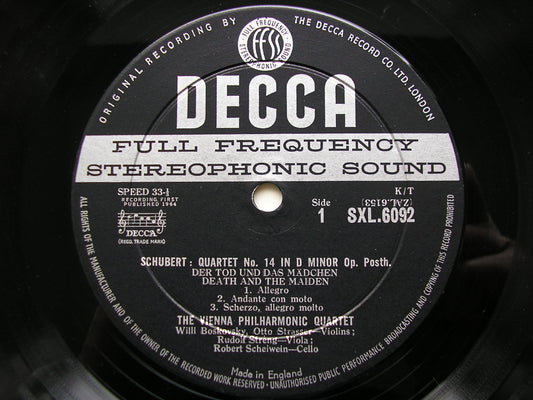 ORIGINAL RECORDING BY THE DECCA RECORD CO. LTD. LONDON
FULL FREQUENCY
FFSS
STEREOPHONIC SOUND
DECCA
FULL FREQUENCY
STEREOPHONIC SOUND
SPEED 33⅓
RECORDING FIRST
PUBLISHED 1964
DECCA
(REGD. TRADE MARK)
K/T
(ZAL.6153)
Side
1
SXL.6092
SCHUBERT: QUARTET No. 14 IN D MINOR Op. Posth.
DER TOD UND DAS MÄDCHEN
DEATH AND THE MAIDEN
1. Allegro
2. Andante con moto
3. Scherzo, allegro molto
THE VIENNA PHILHARMONIC QUARTET
Willi Boskovsky, Otto Strasser—Violins;
Rudolf Streng—Viola;
Robert Scheiwein—Cello
Made in England
ALL RIGHTS OF THE MANUFACTURER AND OF THE OWNER OF THE RECORDED WORK RESERVED · UNAUTHORISED PUBLIC PERFORMANCE BROADCASTING AND COPYING OF THIS RECORD PROHIBITED